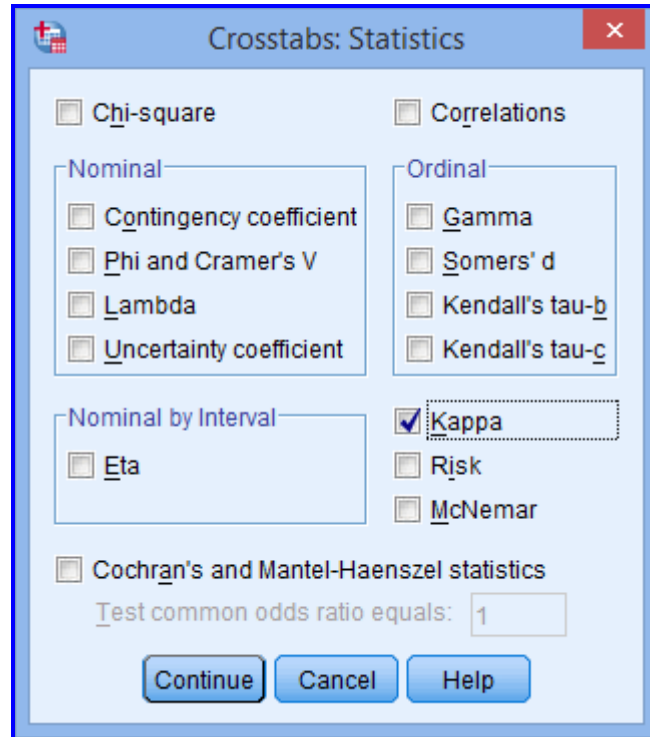 Crosstabs: Statistics
Chi-square
Correlations
Nominal
Contingency coefficient
Phi and Cramer's V
Lambda
Uncertainty coefficient
Ordinal
Gamma
Somers' d
Kendall's tau-b
Kendall's tau-c
Nominal by Interval
Eta
Kappa
Risk
McNemar
Cochran's and Mantel-Haenszel statistics
Test common odds ratio equals: 1
Continue Cancel Help